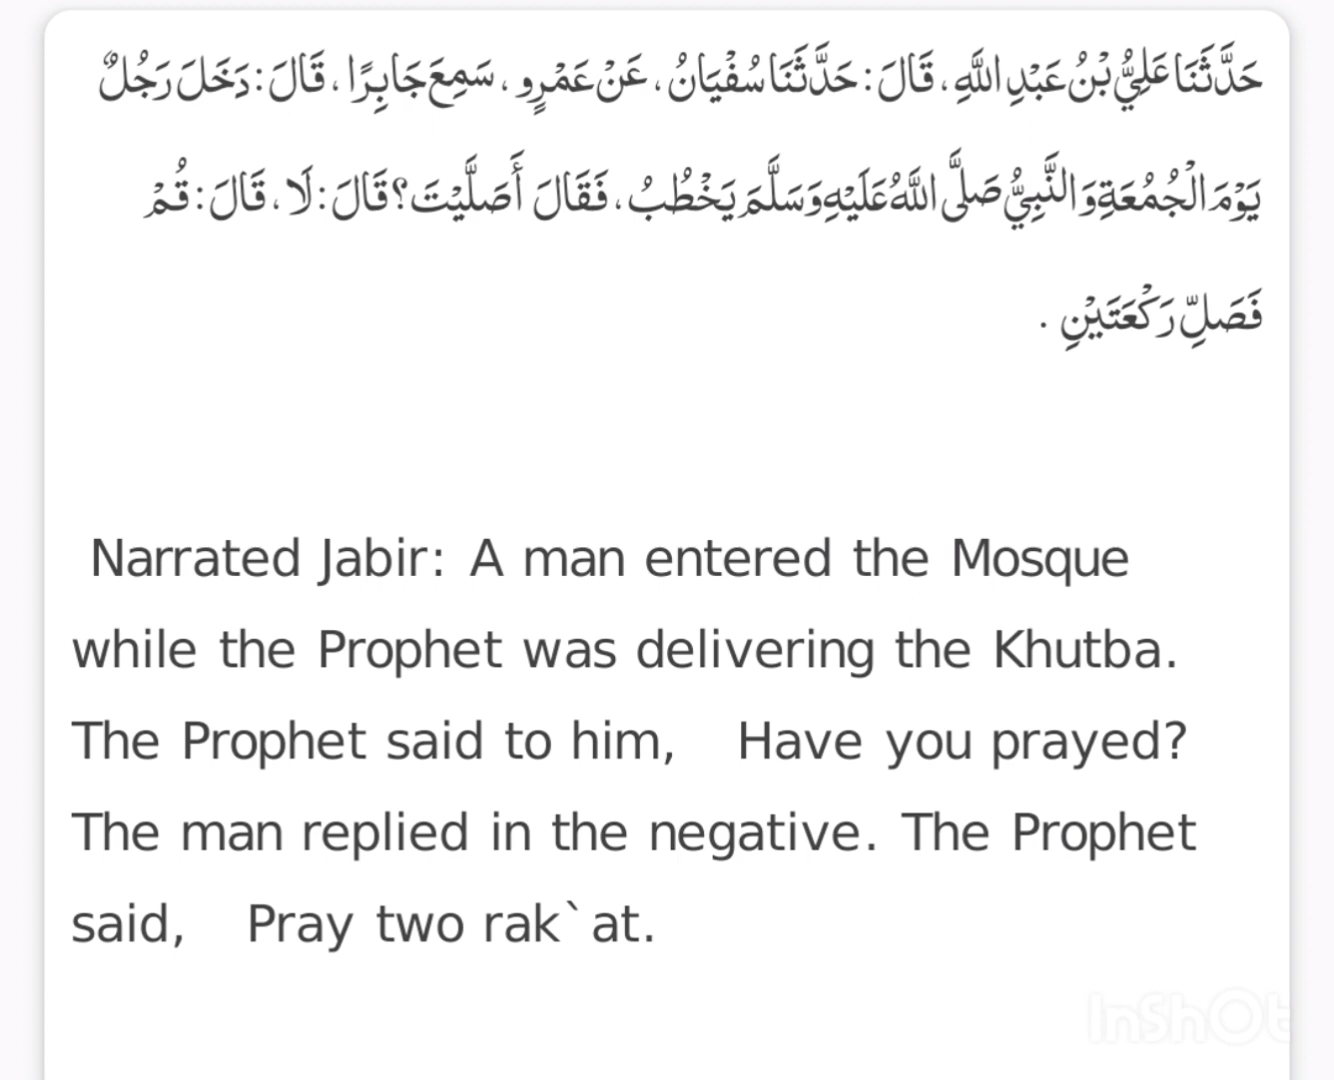 حَدَّثَنَا عَلِيُّ بْنُ عَبْدِ اللَّهِ، قَالَ: حَدَّثَنَا سُفْيَانُ، عَنْ عَمْرٍو، سَمِعَ جَابِرًا، قَالَ: دَخَلَ رَجُلٌ
يَوْمَ الْجُمُعَةِ وَالنَّبِيُّ صَلَّى اللَّهُ عَلَيْهِ وَسَلَّمَ يَخْطُبُ، فَقَالَ أَصَلَّيْتَ؟ قَالَ: لَا، قَالَ: قُمْ
فَصَلِّ رَكْعَتَيْنِ .
Narrated Jabir: A man entered the Mosque
while the Prophet was delivering the Khutba.
The Prophet said to him, Have you prayed?
The man replied in the negative. The Prophet
said, Pray two rak`at.
InShOt